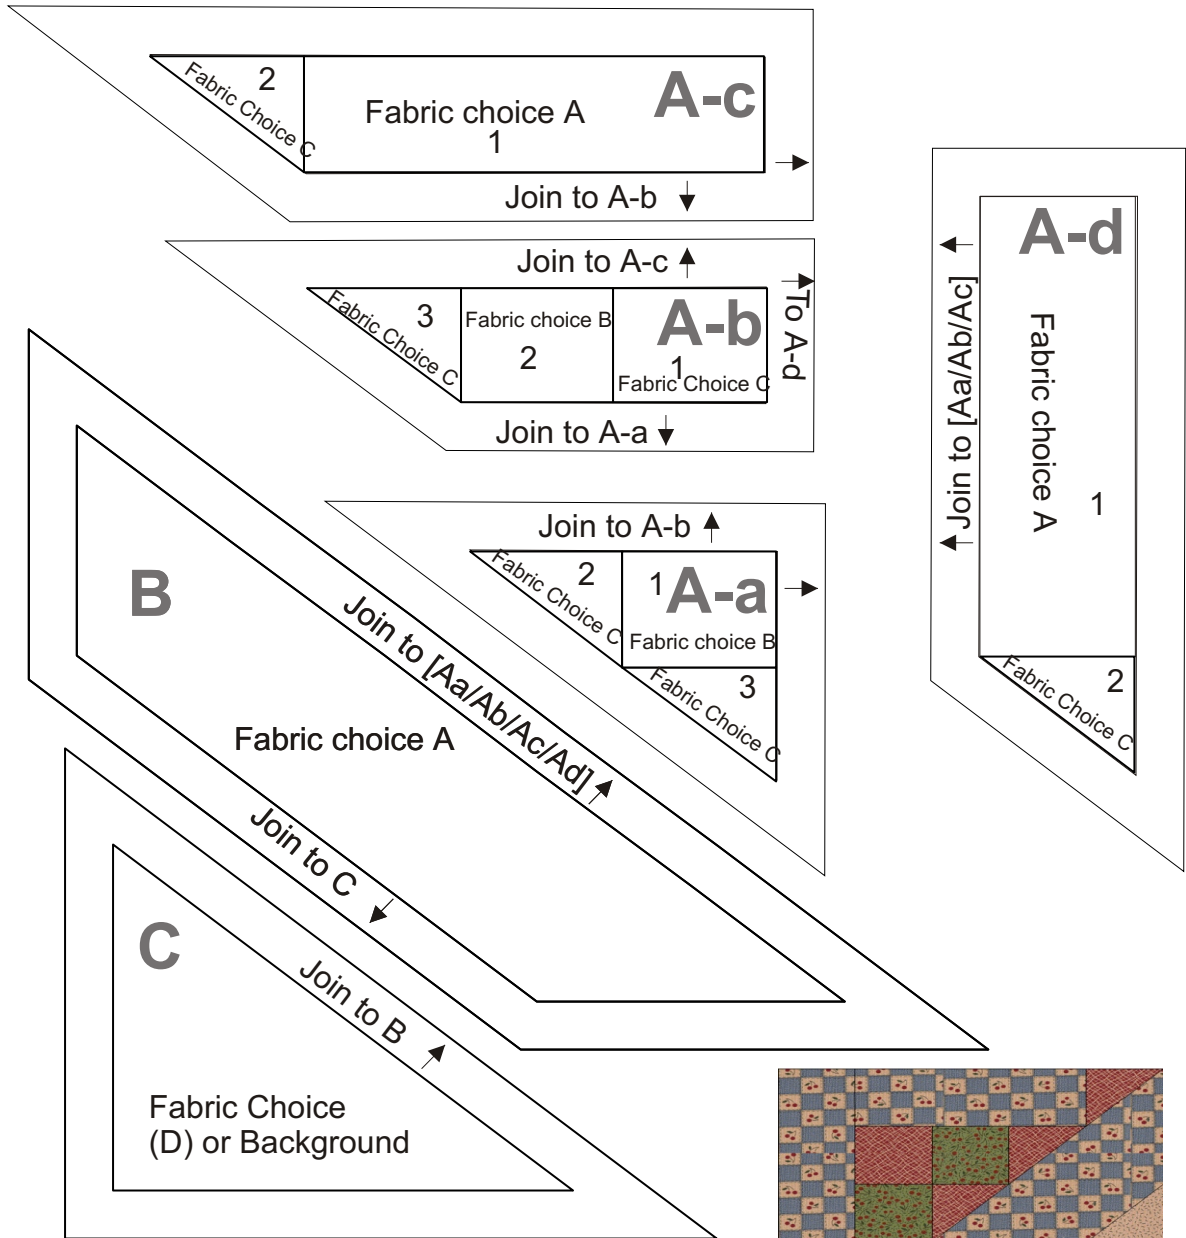 2
Fabric Choice C
Fabric choice A
1
A-c
Join to A-b
Join to A-c
3
Fabric Choice C
Fabric choice B
2
A-b
1
Fabric Choice C
To A-d
Join to A-a
A-d
Join to [Aa/Ab/Ac]
Fabric choice A
1
2
Fabric Choice C
Join to A-b
2
Fabric Choice C
1
A-a
Fabric choice B
3
Fabric Choice C
B
Join to [Aa/Ab/Ac/Ad]
Fabric choice A
Join to C
C
Join to B
Fabric Choice
(D) or Background